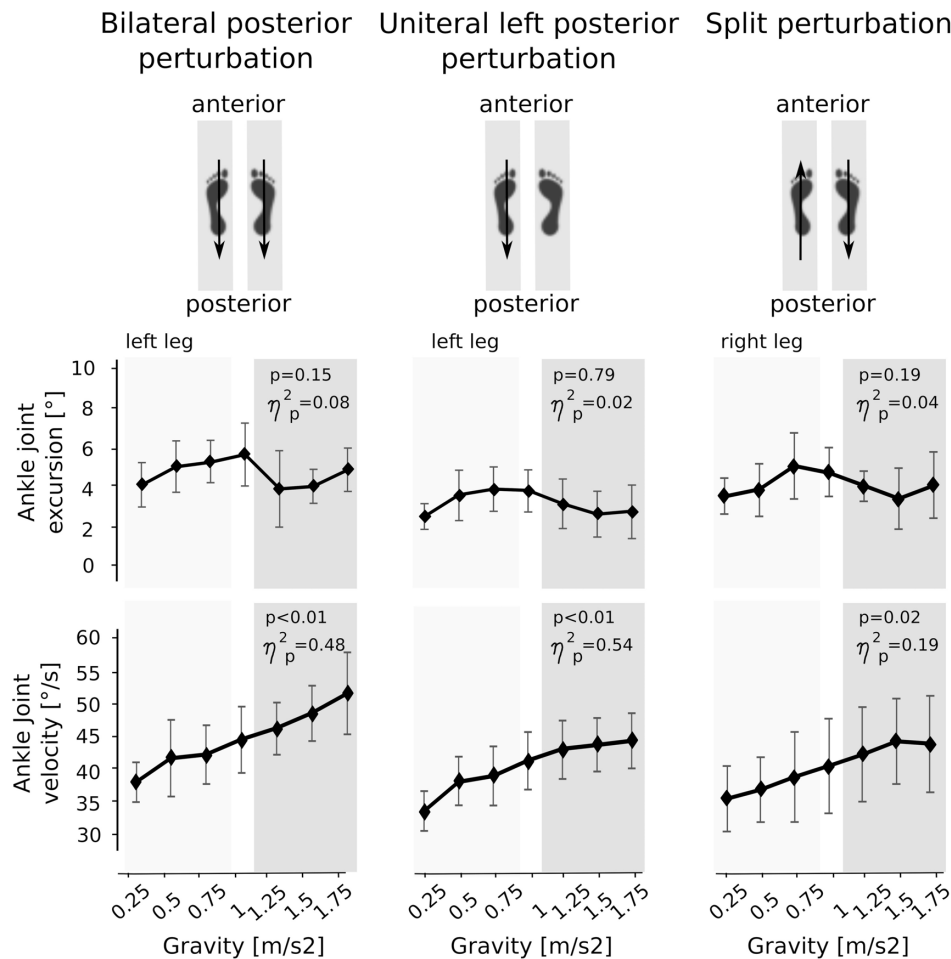 Bilateral posterior
perturbation
Uniteral left posterior
perturbation
Split perturbation
anterior
anterior
anterior
posterior
posterior
posterior
left leg
left leg
right leg
Ankle joint
excursion [°]
10
8
6
4
2
0
p=0.15
η²p=0.08
p=0.79
η²p=0.02
p=0.19
η²p=0.04
Ankle Joint
velocity [°/s]
60
55
50
45
40
35
30
p<0.01
η²p=0.48
p<0.01
η²p=0.54
p=0.02
η²p=0.19
0.25 0.5 0.75 1 1.25 1.5 1.75
0.25 0.5 0.75 1 1.25 1.5 1.75
0.25 0.5 0.75 1 1.25 1.5 1.75
Gravity [m/s2]
Gravity [m/s2]
Gravity [m/s2]